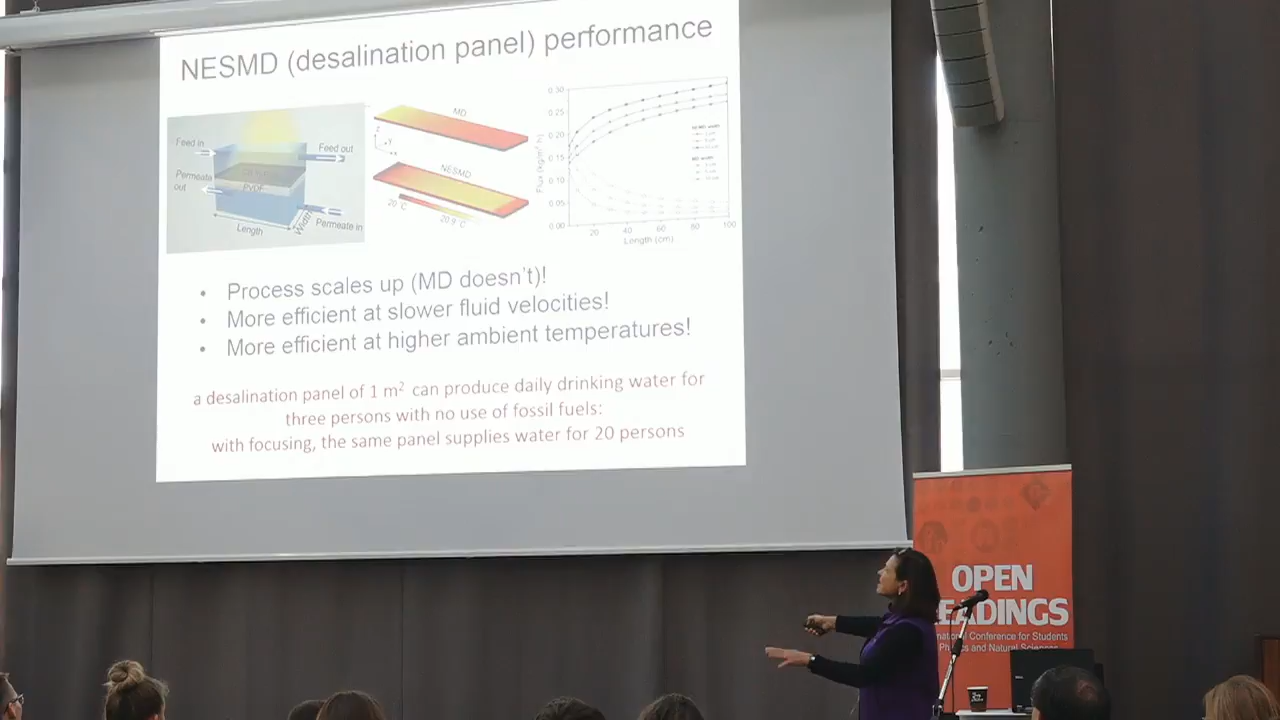 NESMD (desalination panel) performance
Feed in
Feed out
Permeate
out
PVDF
Length
Width
Permeate in
MD
NESMD
20 °C
20.9 °C
Flux (kg/m² h)
0.30
0.25
0.20
0.15
0.10
0.05
0.00
20
40
60
80
100
Length (cm)
• Process scales up (MD doesn't)!
• More efficient at slower fluid velocities!
• More efficient at higher ambient temperatures!
a desalination panel of 1 m² can produce daily drinking water for
three persons with no use of fossil fuels:
with focusing, the same panel supplies water for 20 persons
OPEN
EADINGS
Conference for Students
and Natural Sciences